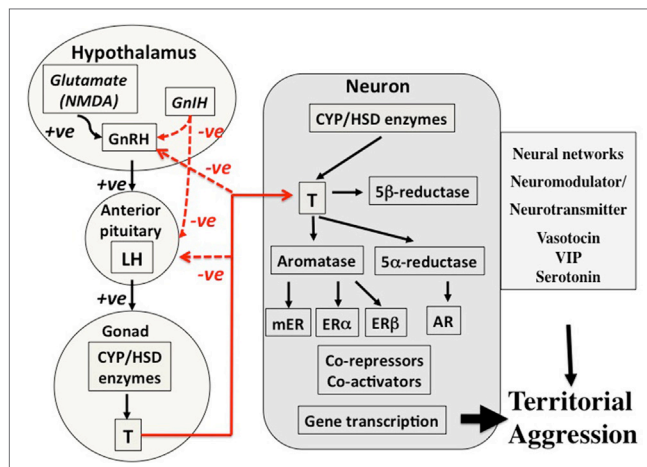 Hypothalamus
Glutamate
(NMDA)
GnIH
+ve
GnRH
-ve
+ve
-ve
Anterior
pituitary
-ve
LH
-ve
+ve
Gonad
CYP/HSD
enzymes
T
Neuron
CYP/HSD enzymes
T
5β-reductase
Aromatase
5α-reductase
mER
ERα
ERβ
AR
Co-repressors
Co-activators
Gene transcription
Neural networks
Neuromodulator/
Neurotransmitter
Vasotocin
VIP
Serotonin
Territorial
Aggression